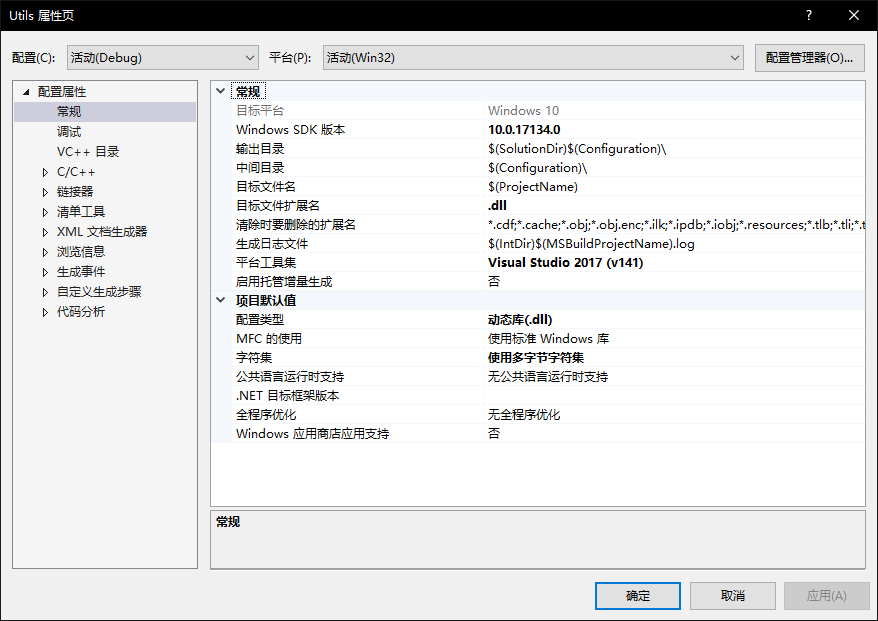 Utils 属性页
配置(C): 活动(Debug) 平台(P): 活动(Win32) 配置管理器(O)...
配置属性
常规
调试
VC++ 目录
C/C++
链接器
清单工具
XML 文档生成器
浏览信息
生成事件
自定义生成步骤
代码分析
常规
目标平台 Windows 10
Windows SDK 版本 10.0.17134.0
输出目录 $(SolutionDir)$(Configuration)\
中间目录 $(Configuration)\
目标文件名 $(ProjectName)
目标文件扩展名 .dll
清除时要删除的扩展名 *.cdf;*.cache;*.obj;*.obj.enc;*.ilk;*.ipdb;*.iobj;*.resources;*.tlb;*.tli;*.t
生成日志文件 $(IntDir)$(MSBuildProjectName).log
平台工具集 Visual Studio 2017 (v141)
启用托管增量生成 否
项目默认值
配置类型 动态库(.dll)
MFC 的使用 使用标准 Windows 库
字符集 使用多字节字符集
公共语言运行时支持 无公共语言运行时支持
.NET 目标框架版本
全程序优化 无全程序优化
Windows 应用商店应用支持 否
常规
确定 取消 应用(A)